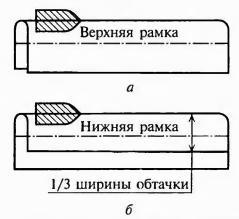 Верхняя рамка
а
Нижняя рамка
1/3 ширины обтачки
б